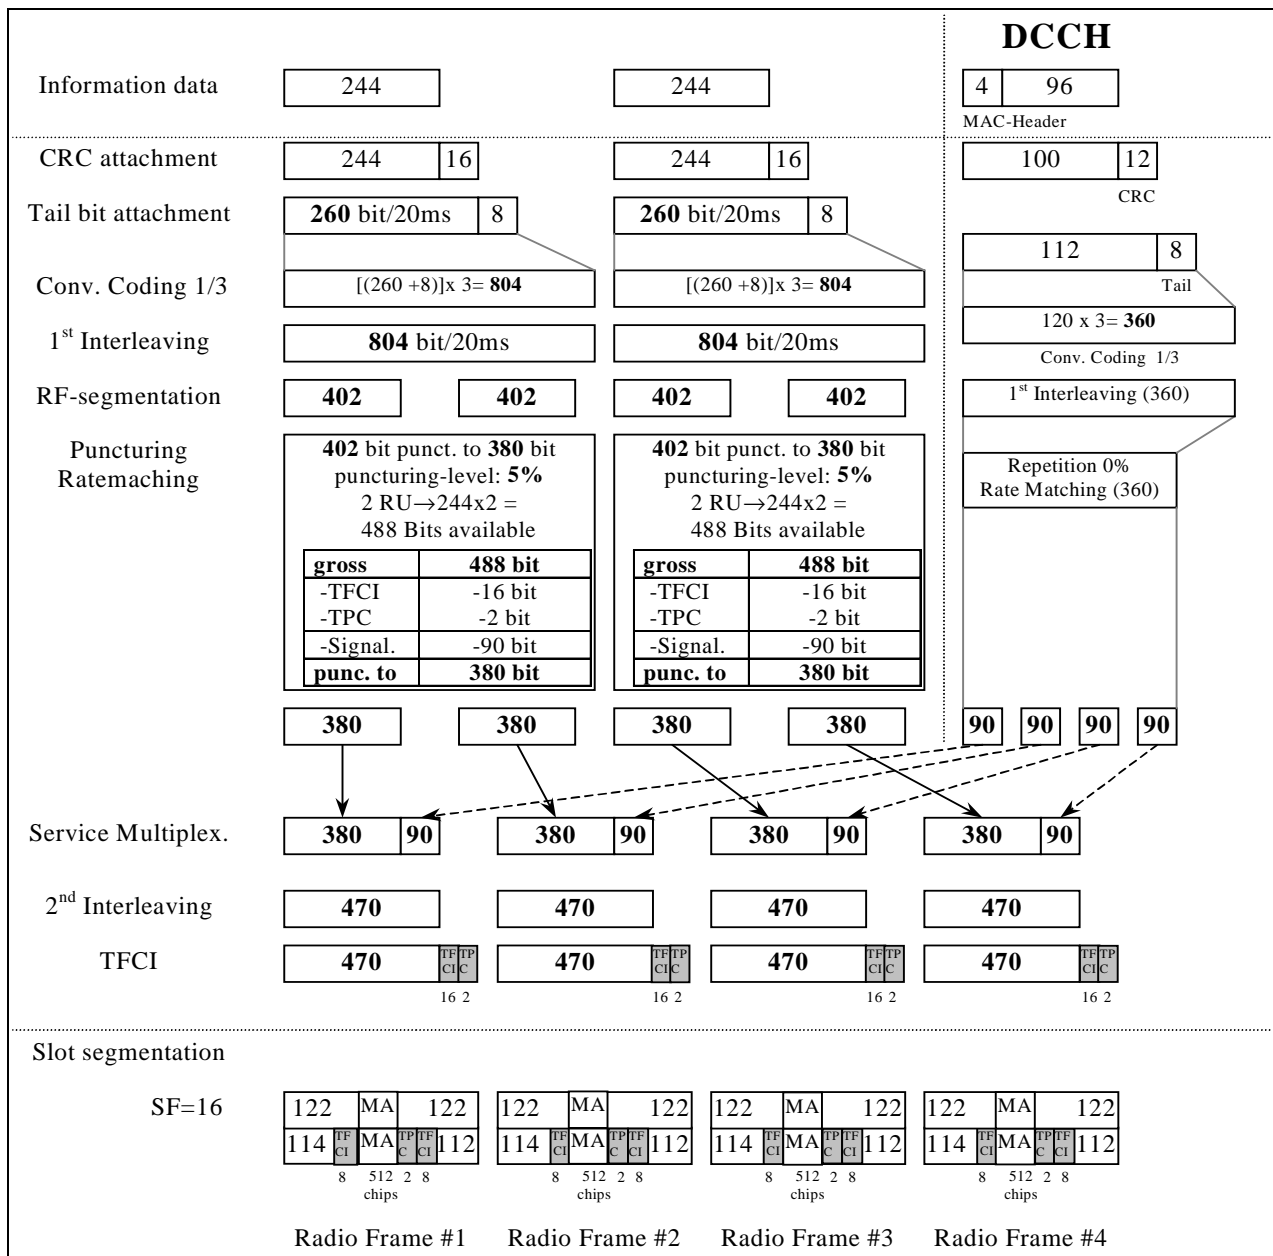 DCCH
Information data 244 244 4 96
MAC-Header
CRC attachment 244 16 244 16 100 12
CRC
Tail bit attachment 260 bit/20ms 8 260 bit/20ms 8
112 8
Tail
Conv. Coding 1/3 [(260 +8)]x 3= 804 [(260 +8)]x 3= 804
120 x 3= 360
Conv. Coding 1/3
1st Interleaving 804 bit/20ms 804 bit/20ms
RF-segmentation 402 402 402 402 1st Interleaving (360)
Puncturing
Ratemaching
402 bit punct. to 380 bit
puncturing-level: 5%
2 RU→244x2 =
488 Bits available
gross 488 bit
-TFCI -16 bit
-TPC -2 bit
-Signal. -90 bit
punc. to 380 bit
402 bit punct. to 380 bit
puncturing-level: 5%
2 RU→244x2 =
488 Bits available
gross 488 bit
-TFCI -16 bit
-TPC -2 bit
-Signal. -90 bit
punc. to 380 bit
Repetition 0%
Rate Matching (360)
380 380 380 380 90 90 90 90
Service Multiplex. 380 90 380 90 380 90 380 90
2nd Interleaving 470 470 470 470
TFCI 470 TF CI TP C 470 TF CI TP C 470 TF CI TP C 470 TF CI TP C
16 2 16 2 16 2 16 2
Slot segmentation
SF=16 122 MA 122 122 MA 122 122 MA 122 122 MA 122
114 TF CI MA TP C TF CI 112 114 TF CI MA TP C TF CI 112 114 TF CI MA TP C TF CI 112 114 TF CI MA TP C TF CI 112
8 512 2 8 8 512 2 8 8 512 2 8 8 512 2 8
chips chips chips chips
Radio Frame #1 Radio Frame #2 Radio Frame #3 Radio Frame #4